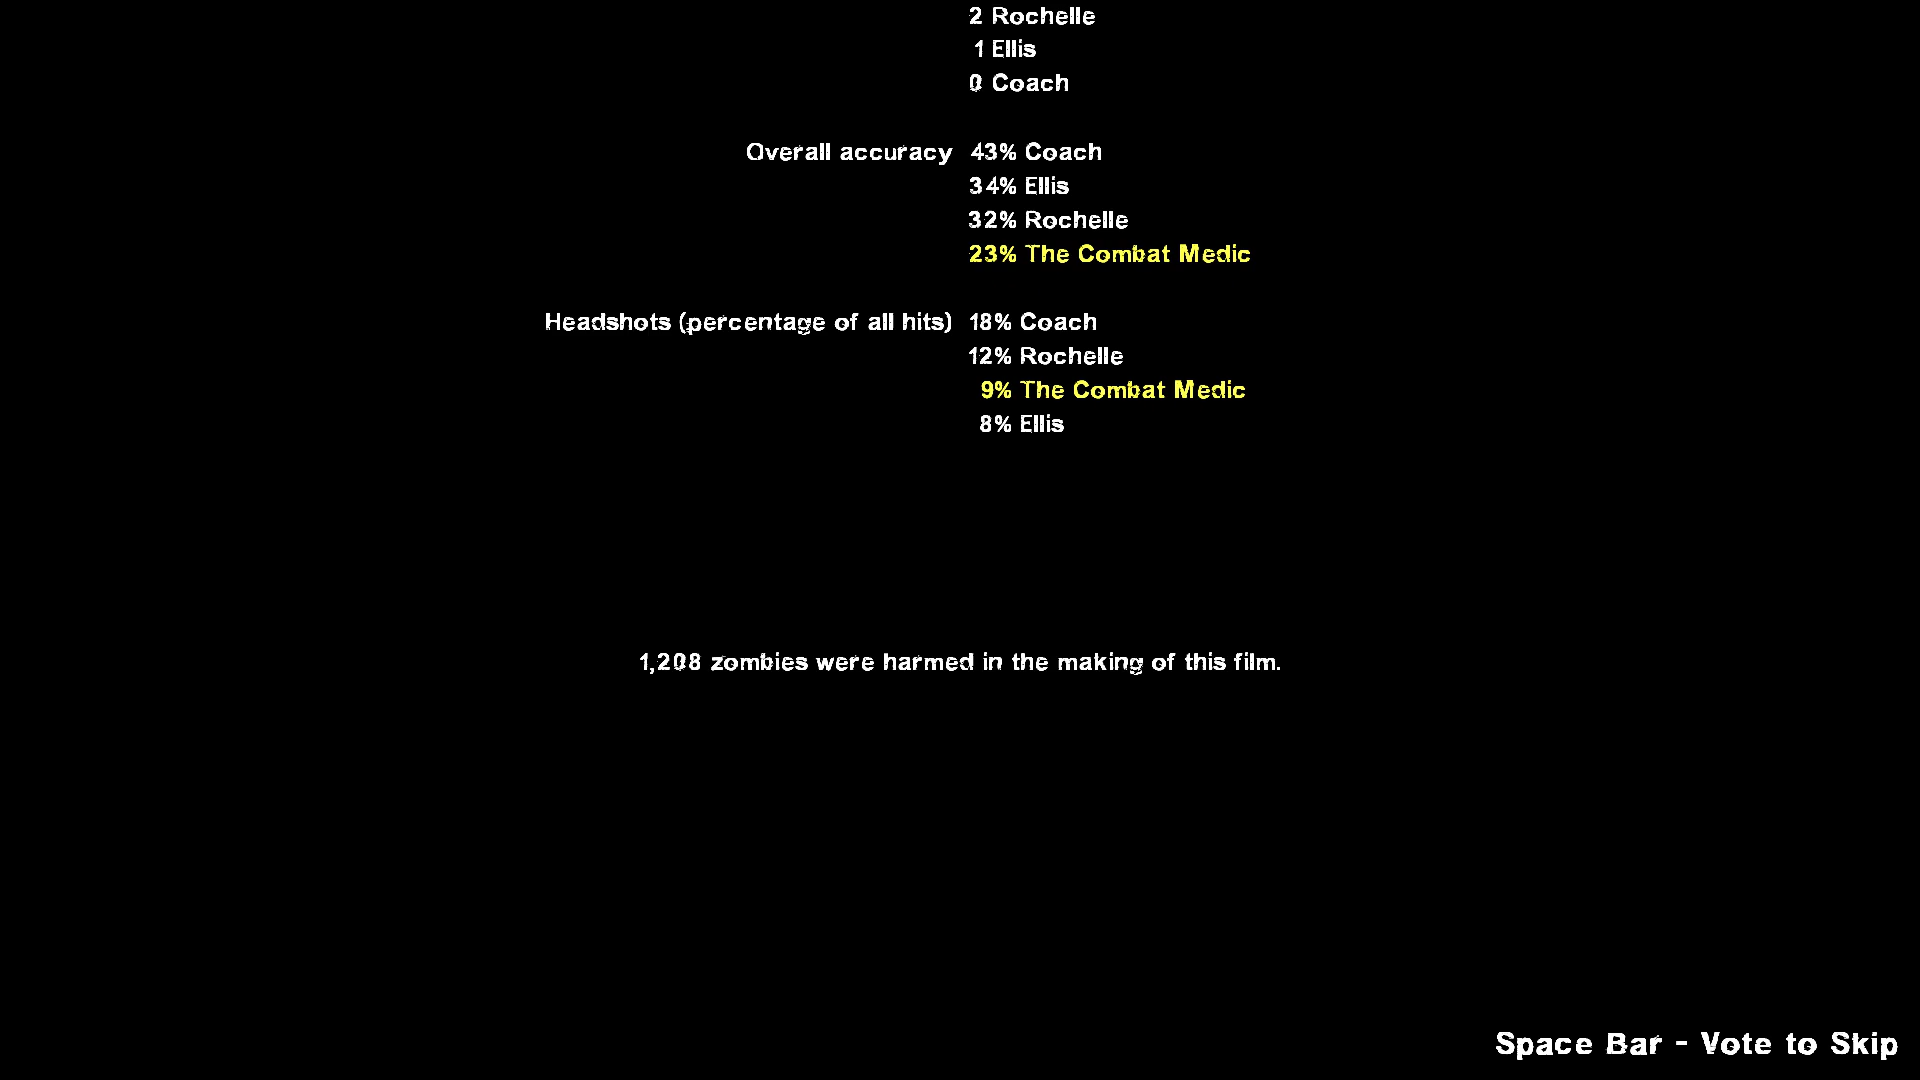 2 Rochelle
1 Ellis
0 Coach
Overall accuracy 43% Coach
34% Ellis
32% Rochelle
23% The Combat Medic
Headshots (percentage of all hits) 18% Coach
12% Rochelle
9% The Combat Medic
8% Ellis
1,208 zombies were harmed in the making of this film.
Space Bar - Vote to Skip